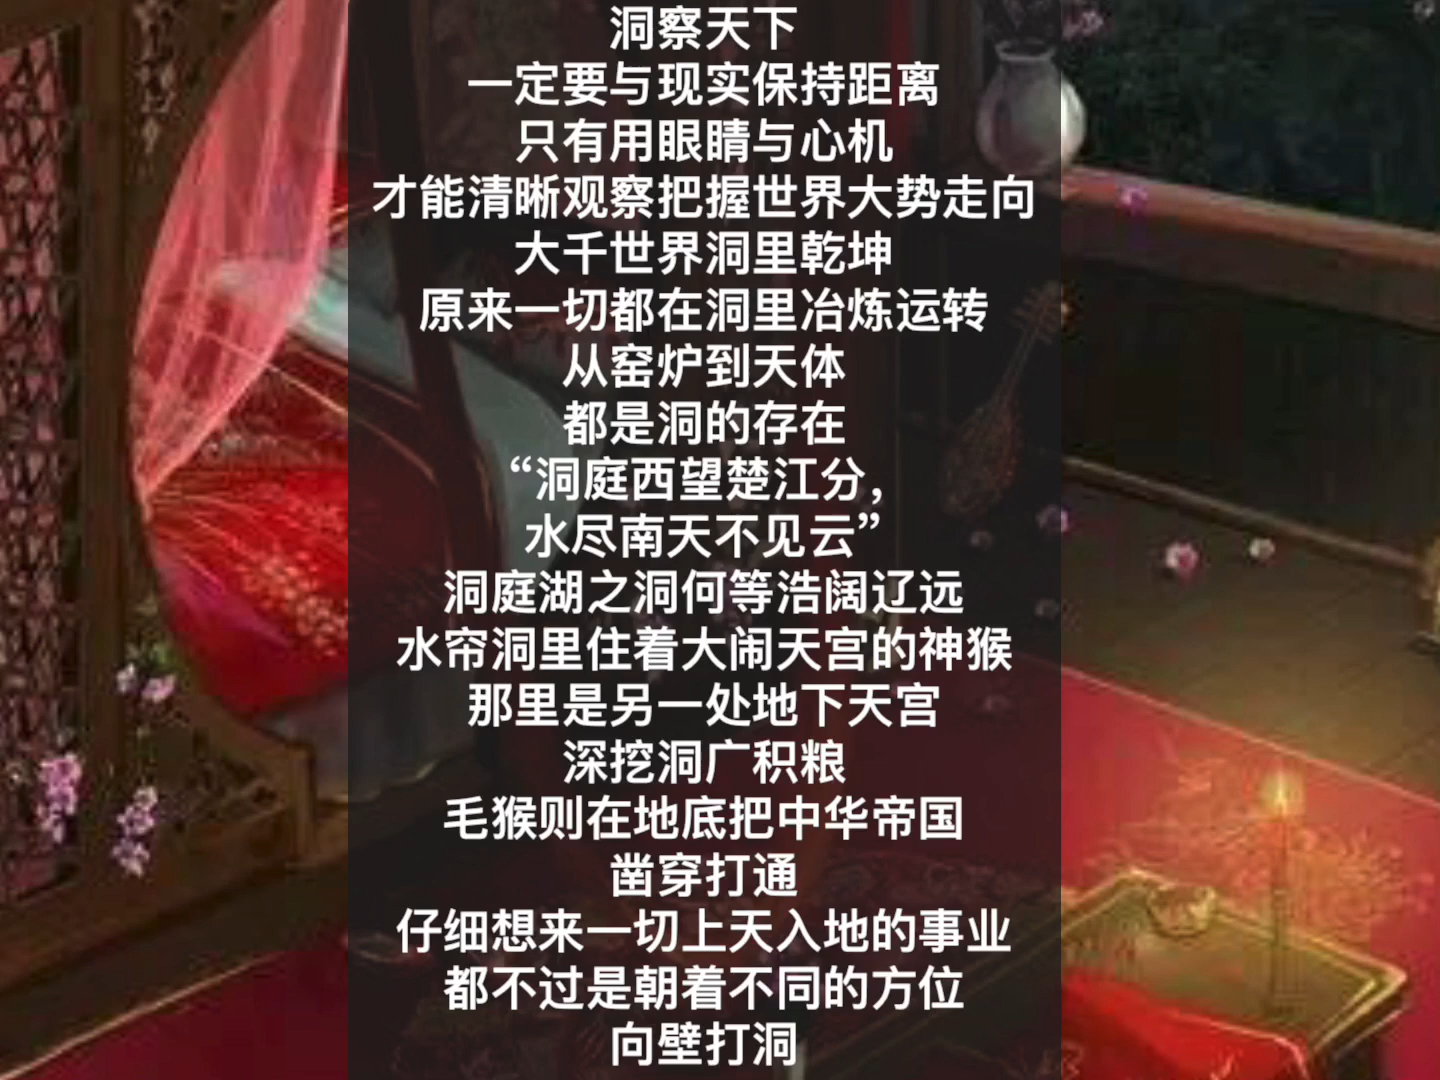 洞察天下
一定要与现实保持距离
只有用眼睛与心机
才能清晰观察把握世界大势走向
大千世界洞里乾坤
原来一切都在洞里冶炼运转
从窑炉到天体
都是洞的存在
“洞庭西望楚江分，
水尽南天不见云”
洞庭湖之洞何等浩阔辽远
水帘洞里住着大闹天宫的神猴
那里是另一处地下天宫
深挖洞广积粮
毛猴则在地底把中华帝国
凿穿打通
仔细想来一切上天入地的事业
都不过是朝着不同的方位
向壁打洞